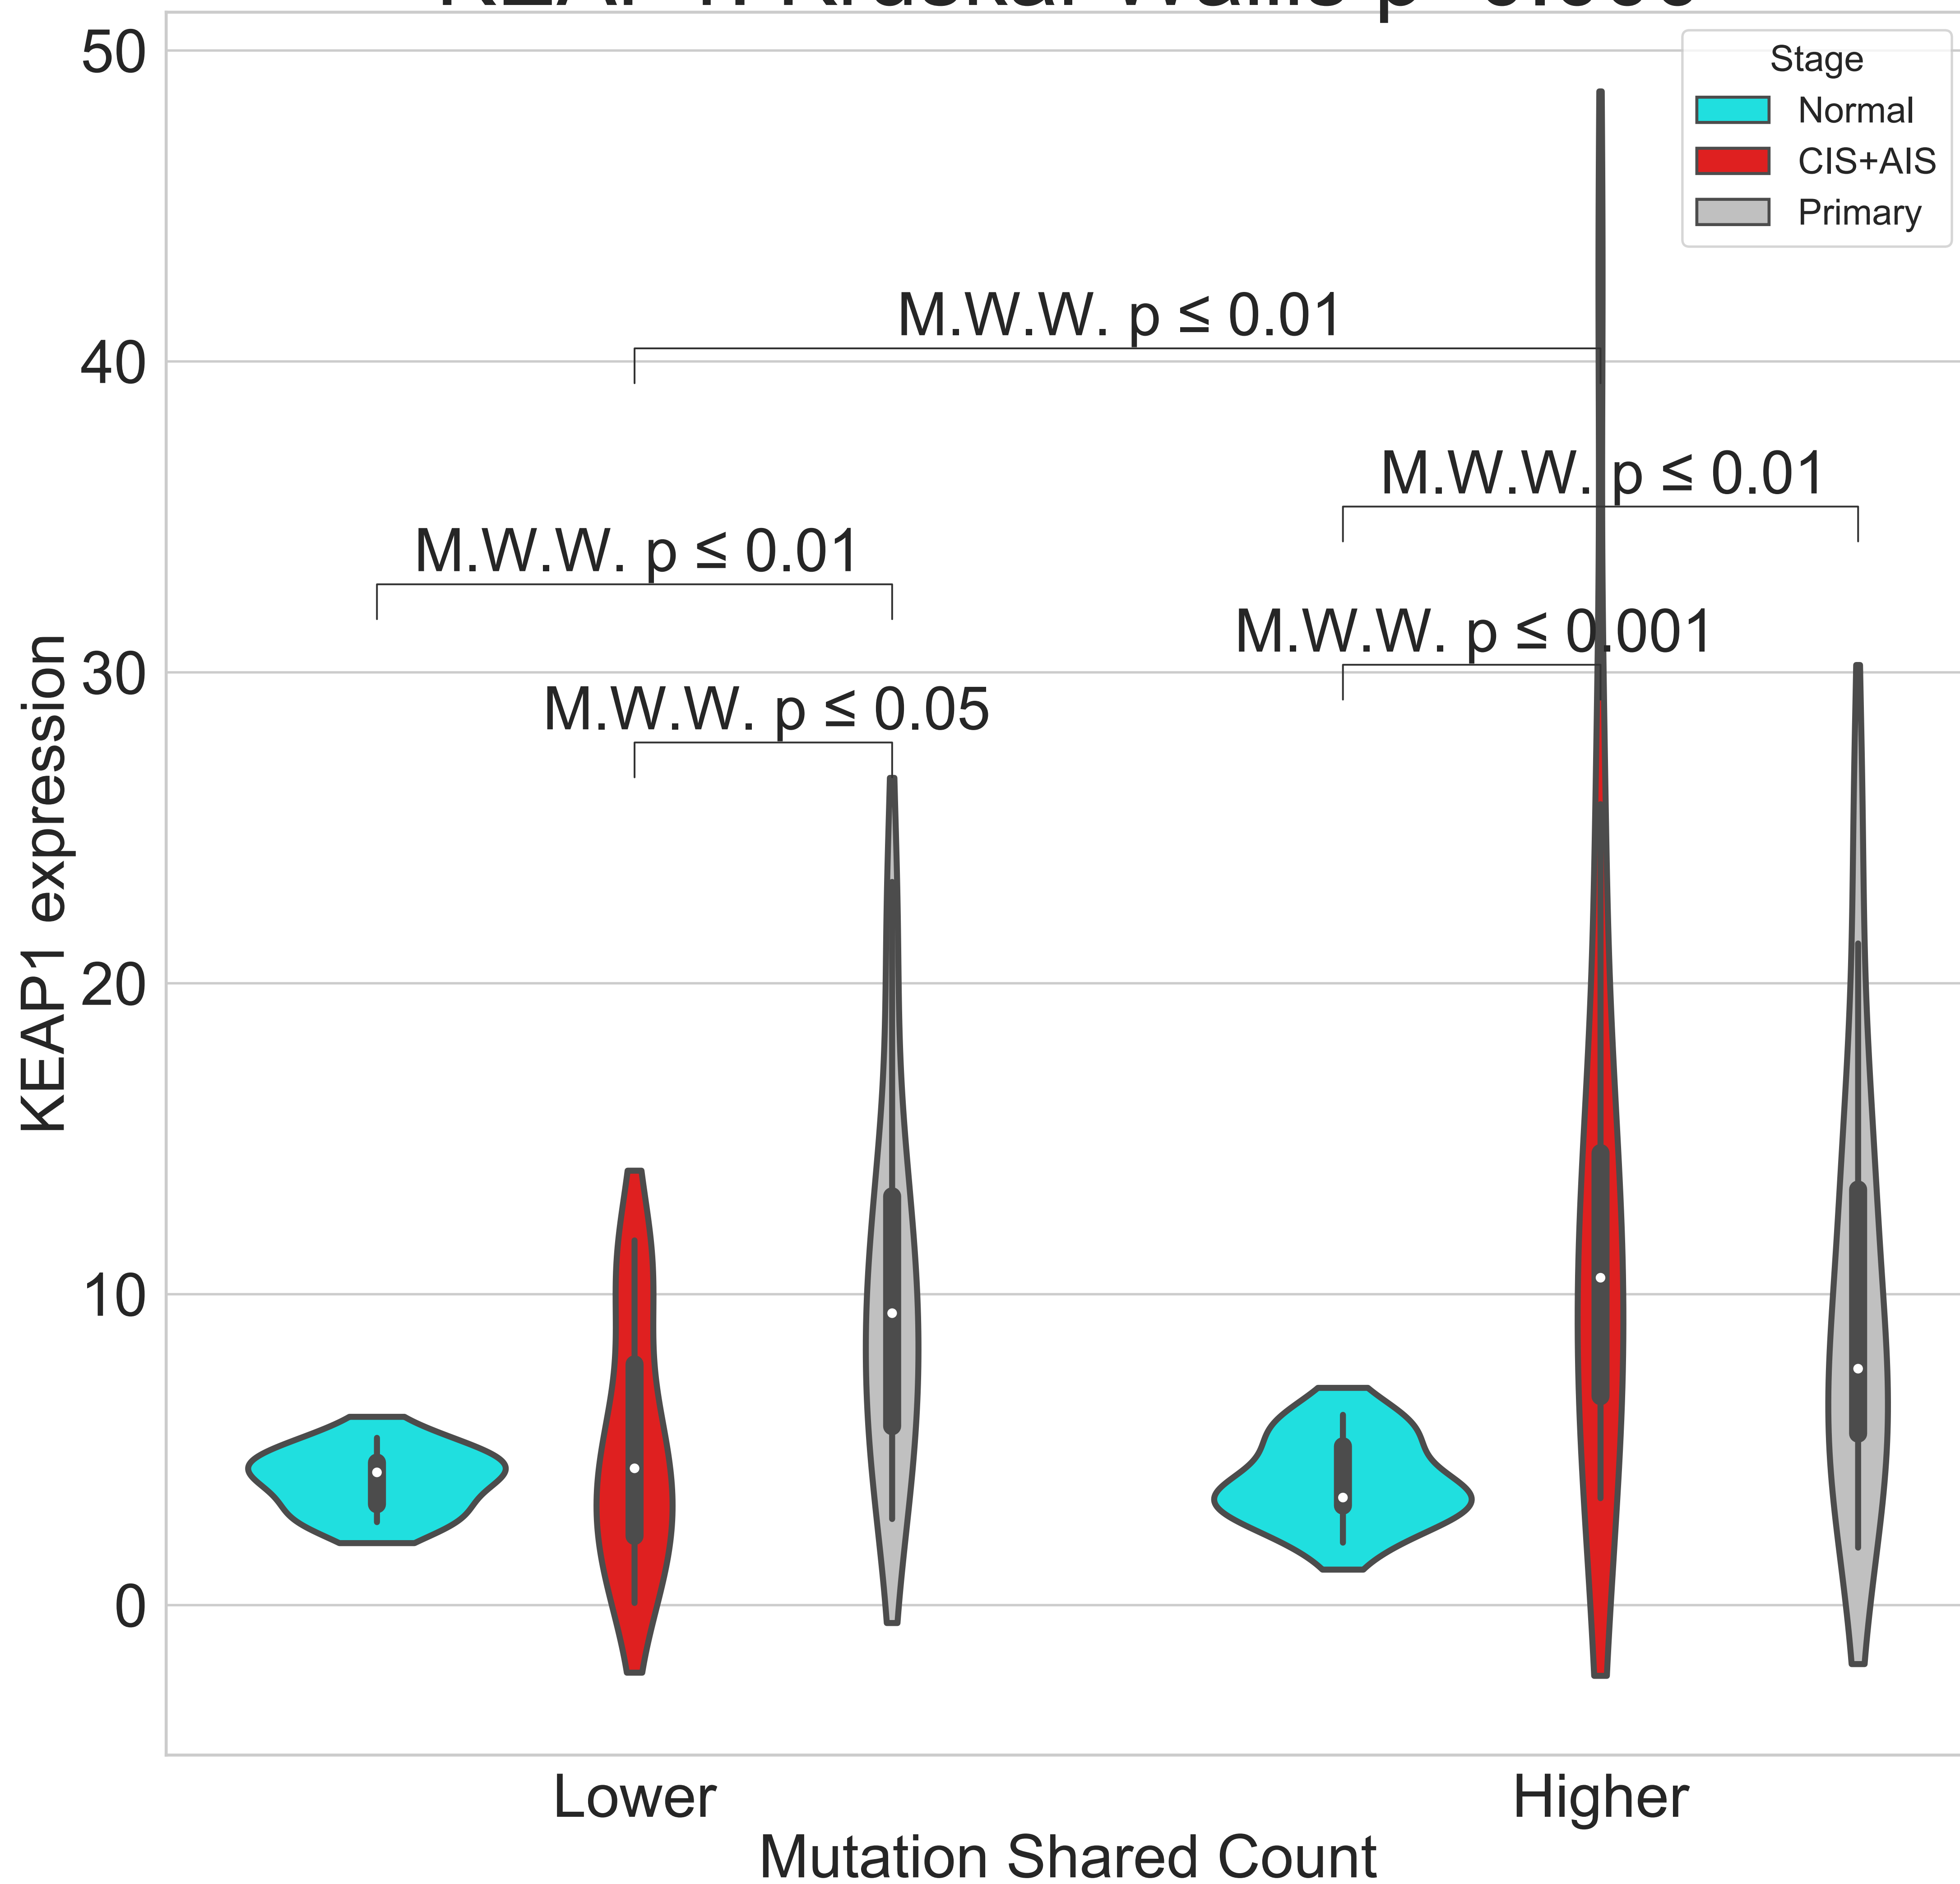 50
40
30
20
10
0
KEAP1 expression
Stage
Normal
CIS+AIS
Primary
M.W.W. p ≤ 0.01
M.W.W. p ≤ 0.01
M.W.W. p ≤ 0.01
M.W.W. p ≤ 0.001
M.W.W. p ≤ 0.05
Lower
Higher
Mutation Shared Count